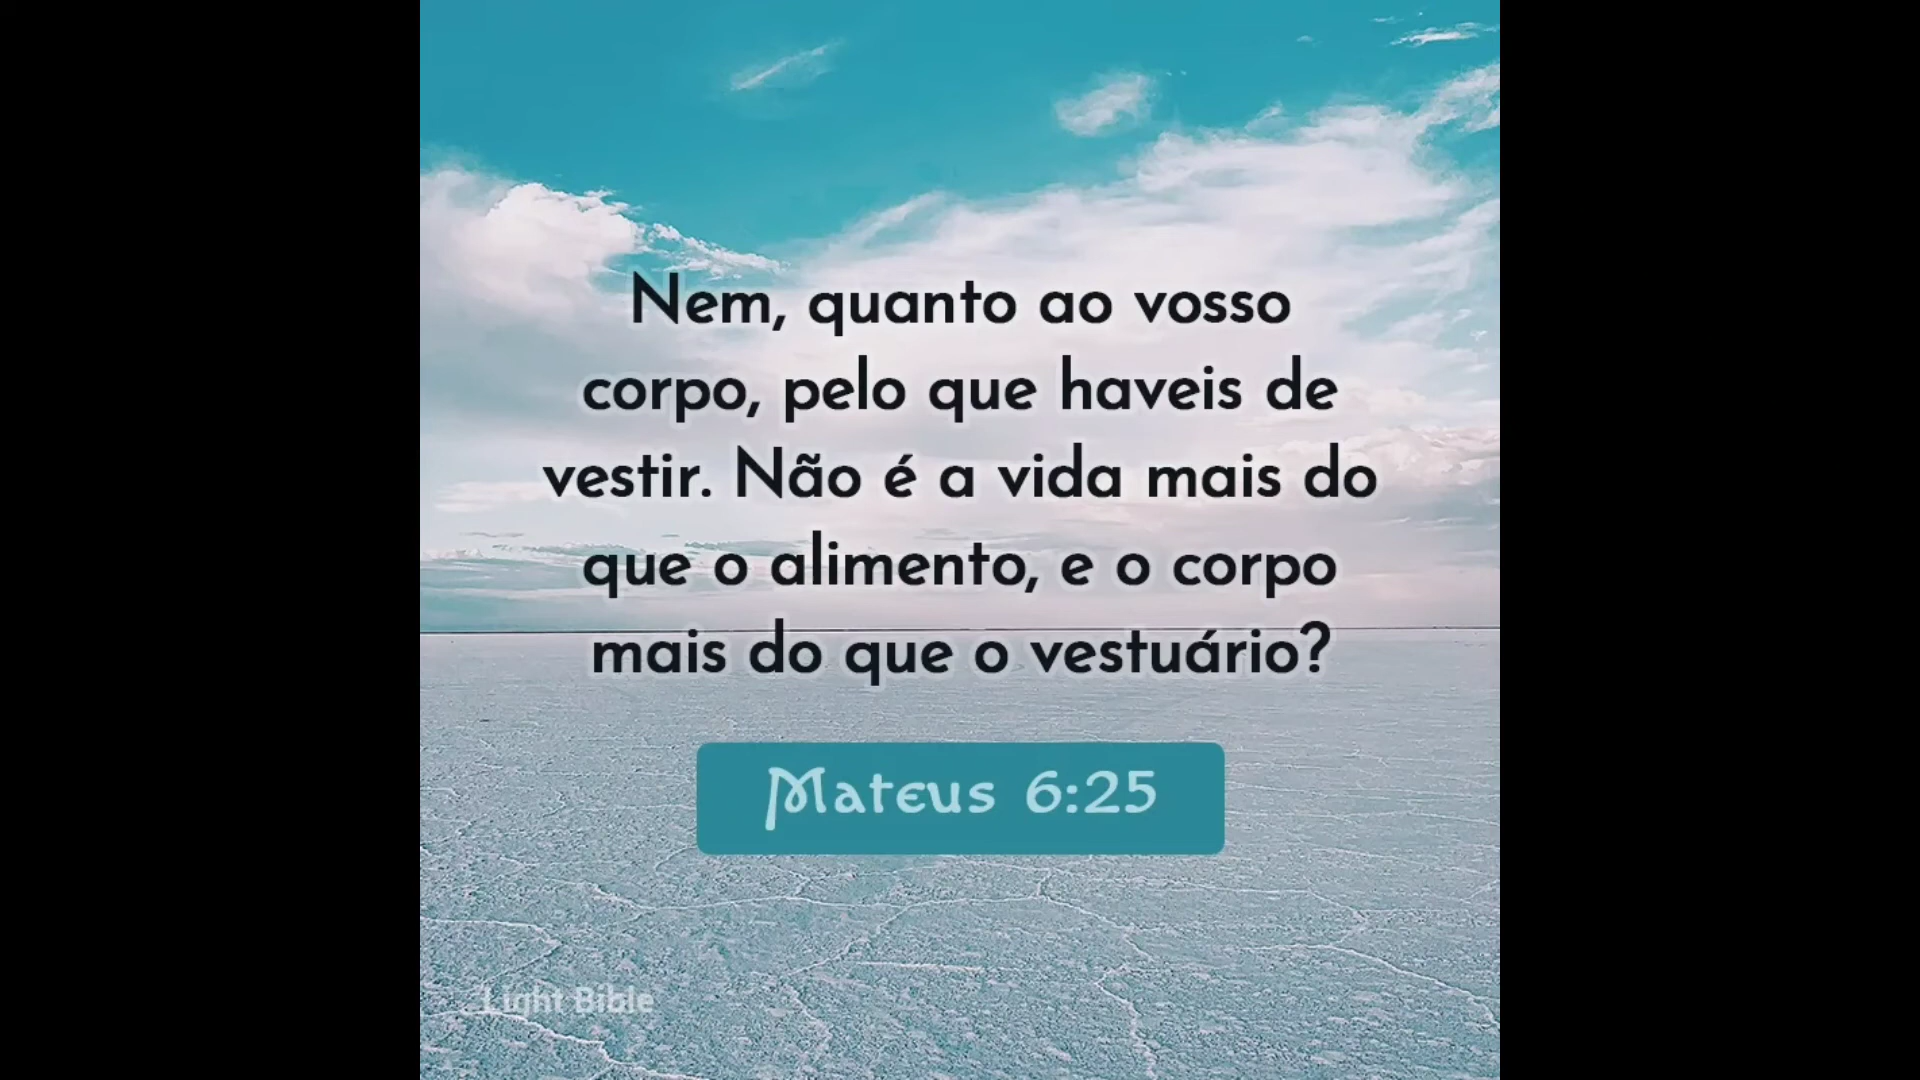 Nem, quanto ao vosso
corpo, pelo que haveis de
vestir. Não é a vida mais do
que o alimento, e o corpo
mais do que o vestuário?
Mateus 6:25
Light Bible